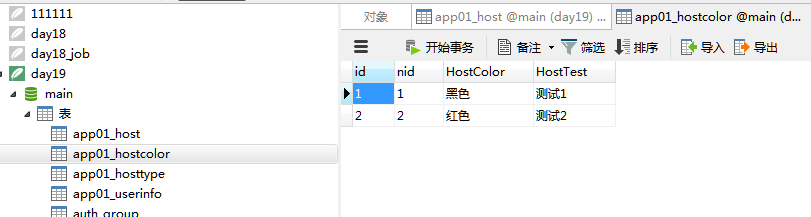 111111
day18
day18_job
day19
main
表
app01_host
app01_hostcolor
app01_hosttype
app01_userinfo
auth_group
对象
app01_host @main (day19) ...
app01_hostcolor @main (d...
开始事务
备注
筛选
排序
导入
导出
id nid HostColor HostTest
1 1 黑色 测试1
2 2 红色 测试2